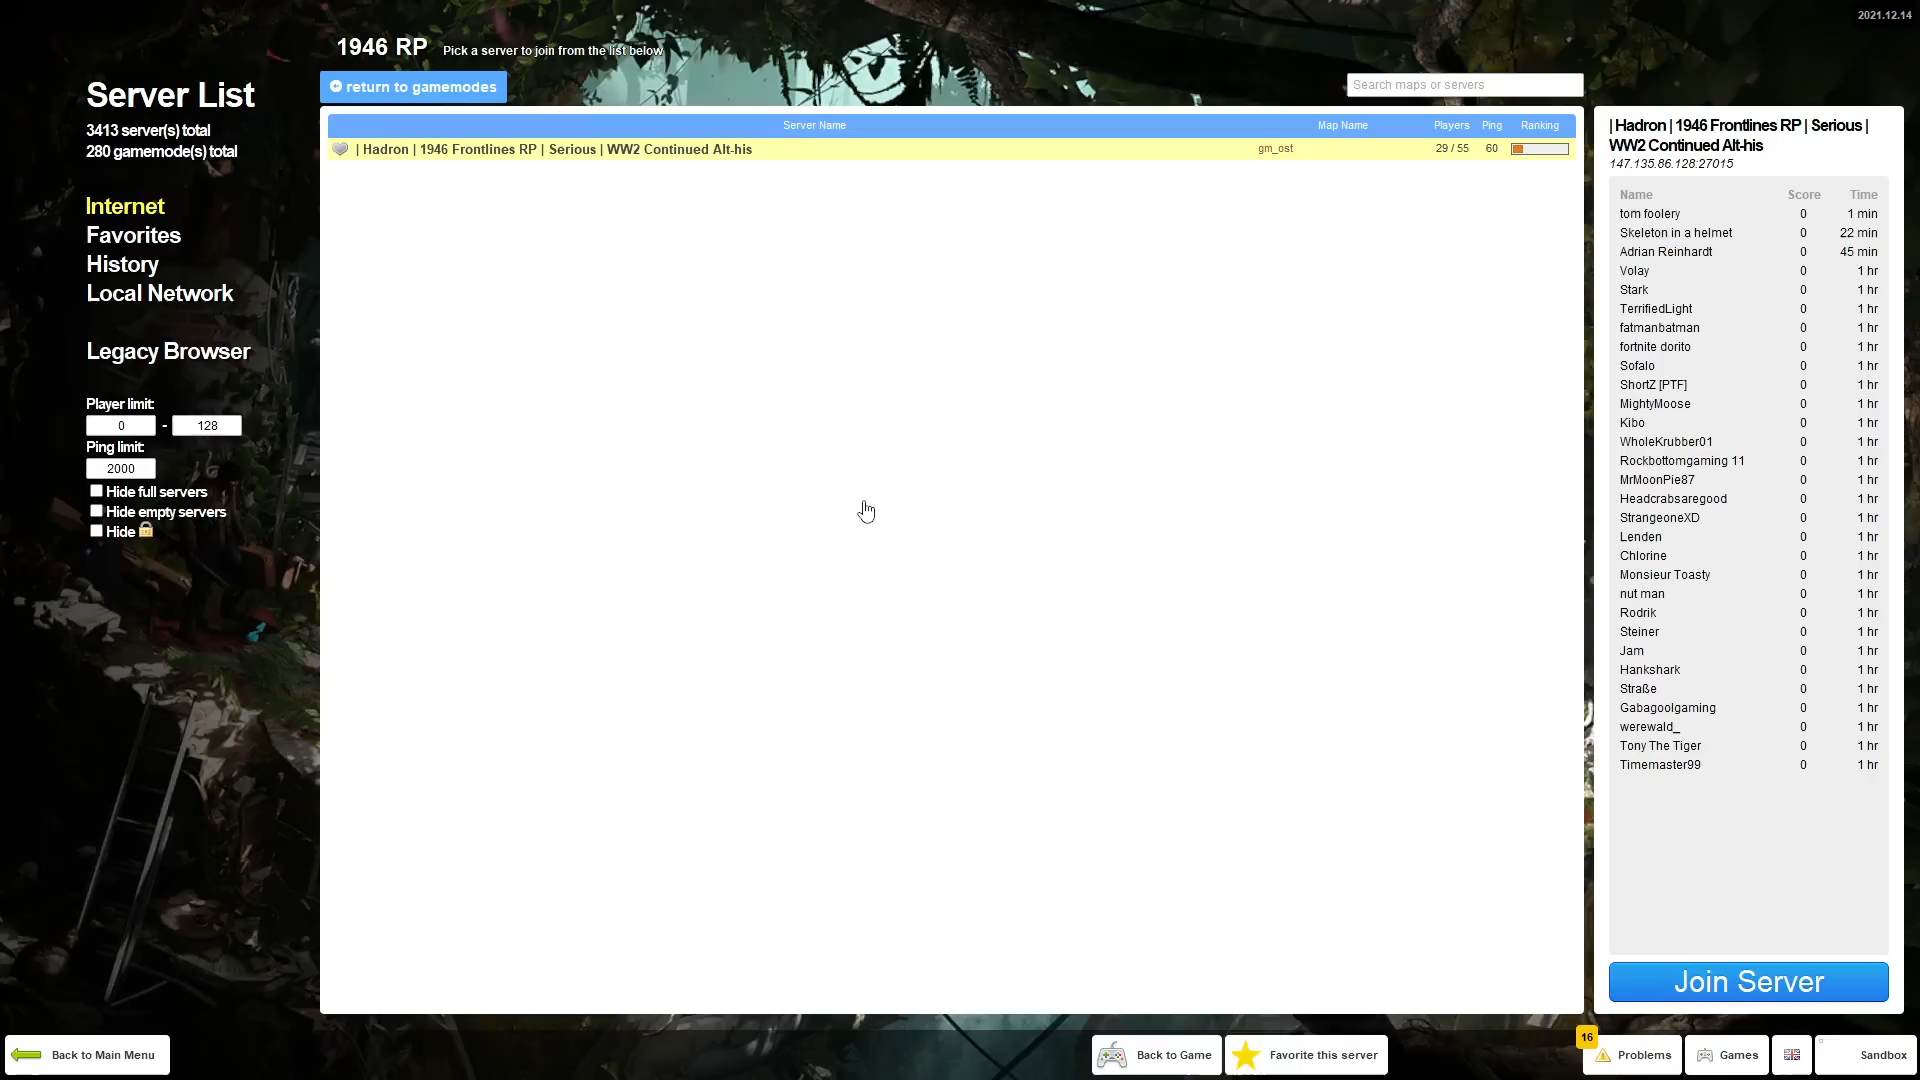 2021.12.14
1946 RP Pick a server to join from the list below
Server List
3413 server(s) total
280 gamemode(s) total
Internet
Favorites
History
Local Network
Legacy Browser
Player limit:
0 - 128
Ping limit:
2000
Hide full servers
Hide empty servers
Hide
return to gamemodes
Search maps or servers
Server Name Map Name Players Ping Ranking
| Hadron | 1946 Frontlines RP | Serious | WW2 Continued Alt-his gm_ost 29 / 55 60
| Hadron | 1946 Frontlines RP | Serious |
WW2 Continued Alt-his
147.135.86.128:27015
Name Score Time
tom foolery 0 1 min
Skeleton in a helmet 0 22 min
Adrian Reinhardt 0 45 min
Volay 0 1 hr
Stark 0 1 hr
TerrifiedLight 0 1 hr
fatmanbatman 0 1 hr
fortnite dorito 0 1 hr
Sofalo 0 1 hr
ShortZ [PTF] 0 1 hr
MightyMoose 0 1 hr
Kibo 0 1 hr
WholeKrubber01 0 1 hr
Rockbottomgaming 11 0 1 hr
MrMoonPie87 0 1 hr
Headcrabsaregood 0 1 hr
StrangeoneXD 0 1 hr
Lenden 0 1 hr
Chlorine 0 1 hr
Monsieur Toasty 0 1 hr
nut man 0 1 hr
Rodrik 0 1 hr
Steiner 0 1 hr
Jam 0 1 hr
Hankshark 0 1 hr
Straße 0 1 hr
Gabagoolgaming 0 1 hr
werewald_ 0 1 hr
Tony The Tiger 0 1 hr
Timemaster99 0 1 hr
Join Server
Back to Main Menu
Back to Game
Favorite this server
16
Problems
Games
Sandbox